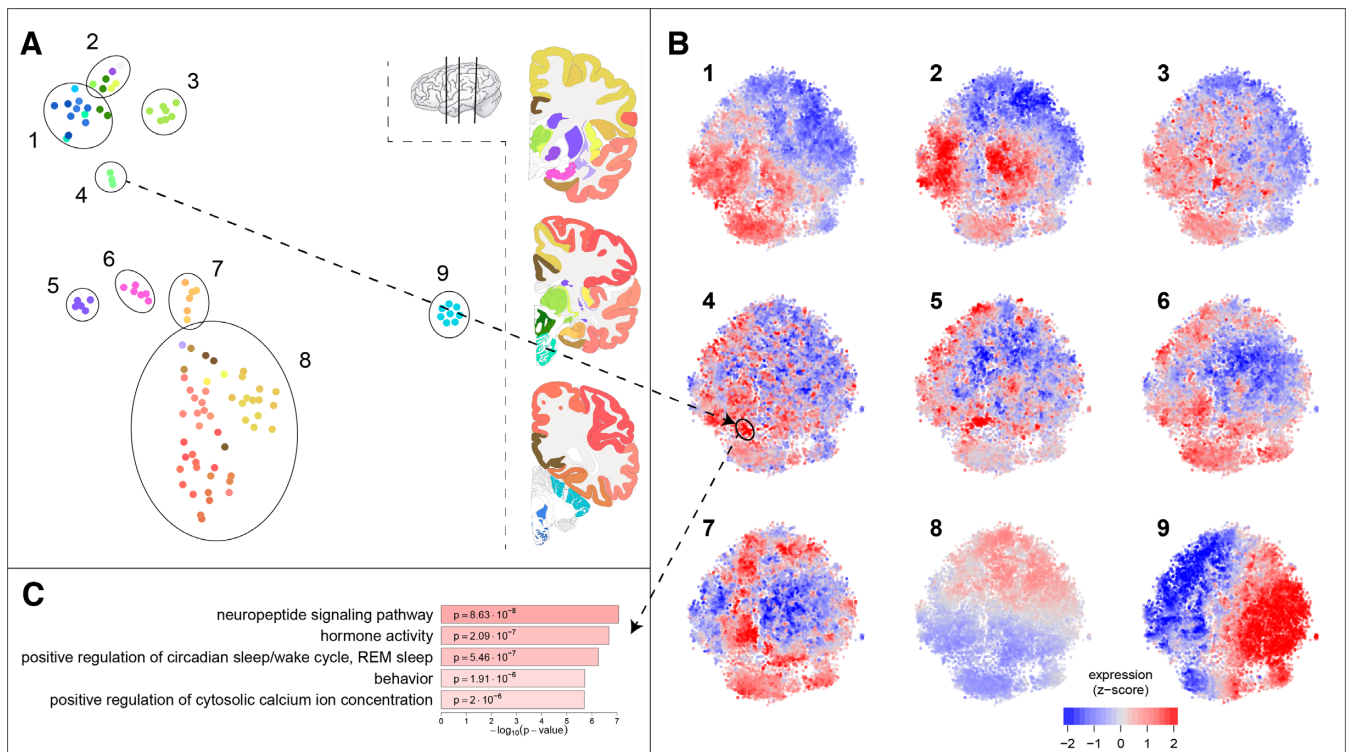 A
1
2
3
4
5
6
7
8
9
B
1
2
3
4
5
6
7
8
9
expression
(z−score)
−2 −1 0 1 2
C
neuropeptide signaling pathway
p = 8.63 · 10⁻⁸
hormone activity
p = 2.09 · 10⁻⁷
positive regulation of circadian sleep/wake cycle, REM sleep
p = 5.46 · 10⁻⁷
behavior
p = 1.91 · 10⁻⁶
positive regulation of cytosolic calcium ion concentration
p = 2 · 10⁻⁶
0 1 2 3 4 5 6 7
−log₁₀(p − value)